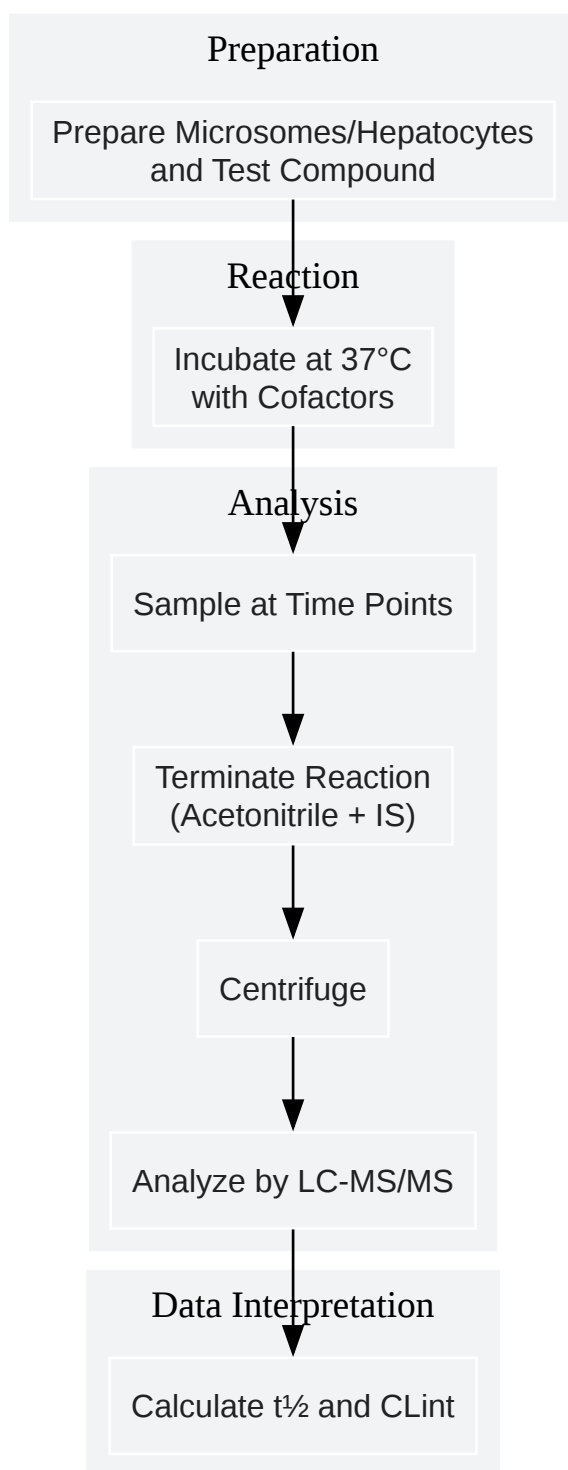 Preparation
Prepare Microsomes/Hepatocytes
and Test Compound
Reaction
Incubate at 37°C
with Cofactors
Analysis
Sample at Time Points
Terminate Reaction
(Acetonitrile + IS)
Centrifuge
Analyze by LC-MS/MS
Data Interpretation
Calculate t½ and CLint